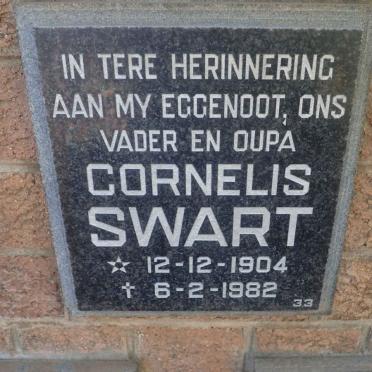 IN TERE HERINNERING
AAN MY EGGENOOT, ONS
VADER EN OUPA
CORNELIS
SWART
☆ 12-12-1904
✝ 6-2-1982
33